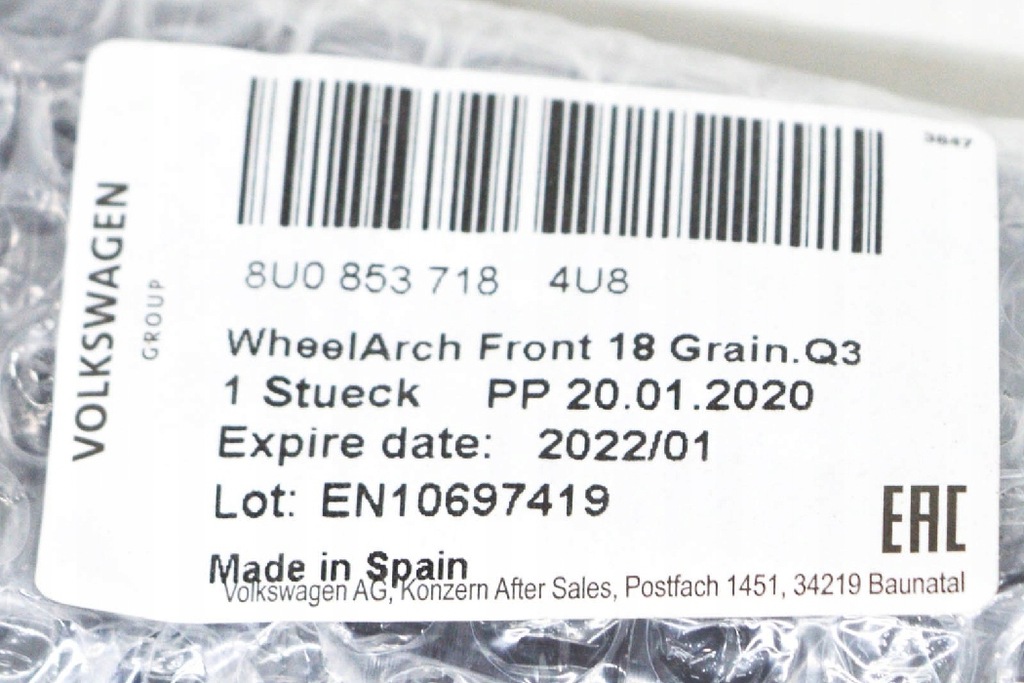 3647
8U0 853 718 4U8
WheelArch Front 18 Grain.Q3
1 Stueck PP 20.01.2020
Expire date: 2022/01
Lot: EN10697419
EAC
Made in Spain
Volkswagen AG, Konzern After Sales, Postfach 1451, 34219 Baunatal
VOLKSWAGEN
GROUP